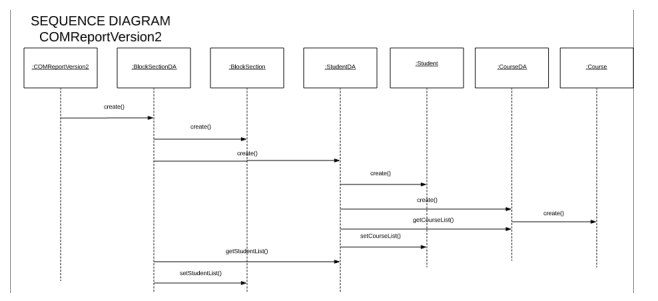 SEQUENCE DIAGRAM
COMReportVersion2
:COMReportVersion2
:BlockSectionDA
:BlockSection
:StudentDA
:Student
:CourseDA
:Course
create()
create()
create()
create()
create()
getCourseList()
create()
setCourseList()
getStudentList()
setStudentList()